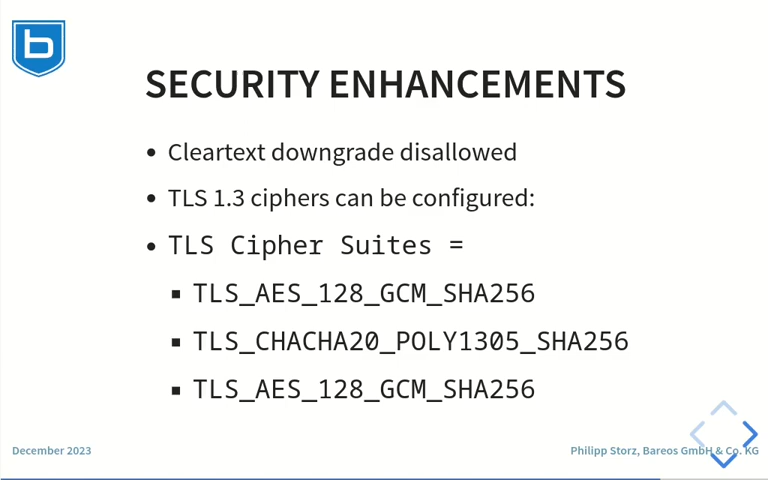 SECURITY ENHANCEMENTS
Cleartext downgrade disallowed
TLS 1.3 ciphers can be configured:
TLS Cipher Suites =
TLS_AES_128_GCM_SHA256
TLS_CHACHA20_POLY1305_SHA256
TLS_AES_128_GCM_SHA256
December 2023
Philipp Storz, Bareos GmbH & Co. KG